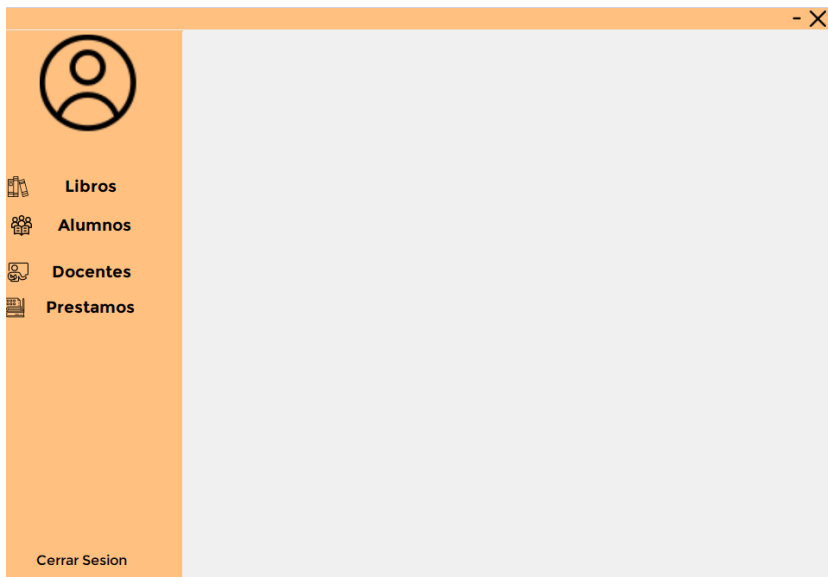 Libros
Alumnos
Docentes
Prestamos
Cerrar Sesion